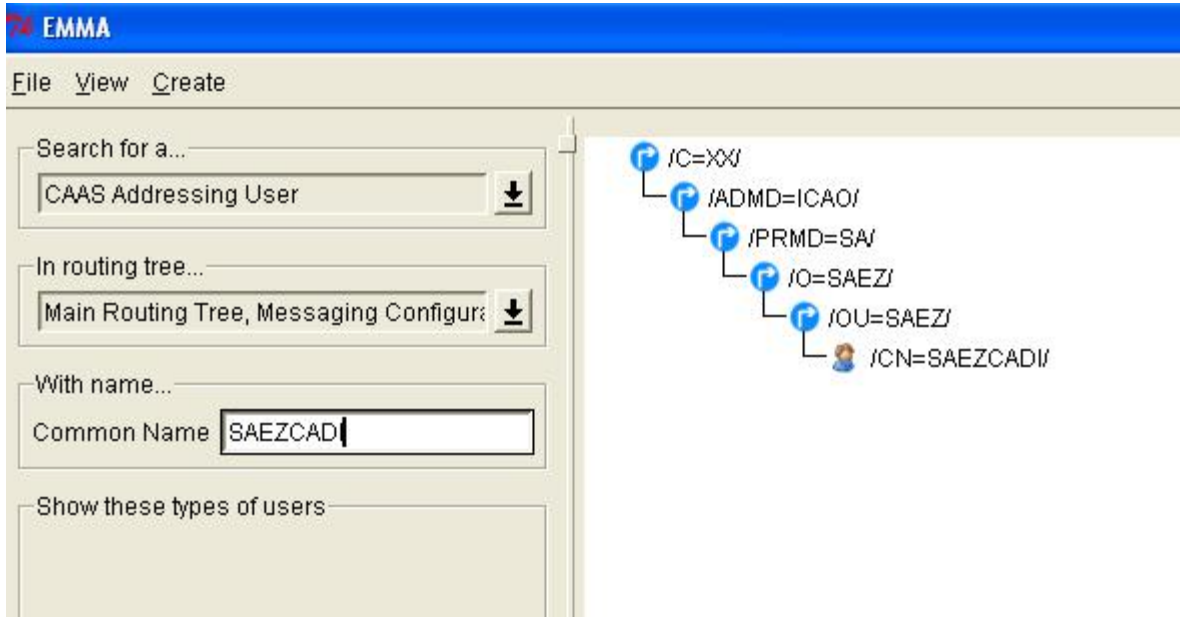 EMMA
File View Create
Search for a...
CAAS Addressing User
In routing tree...
Main Routing Tree, Messaging Configura
With name...
Common Name SAEZCADI
Show these types of users
/C=XX/
/ADMD=ICAO/
/PRMD=SA/
/O=SAEZ/
/OU=SAEZ/
/CN=SAEZCADI/